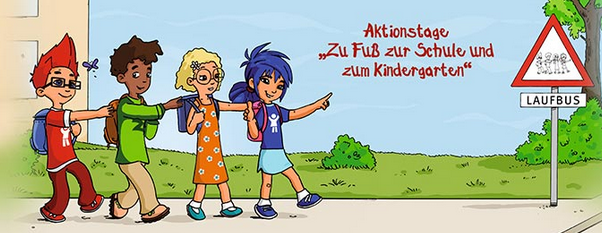 Aktionstage
„Zu Fuß zur Schule und
zum Kindergarten“
LAUFBUS